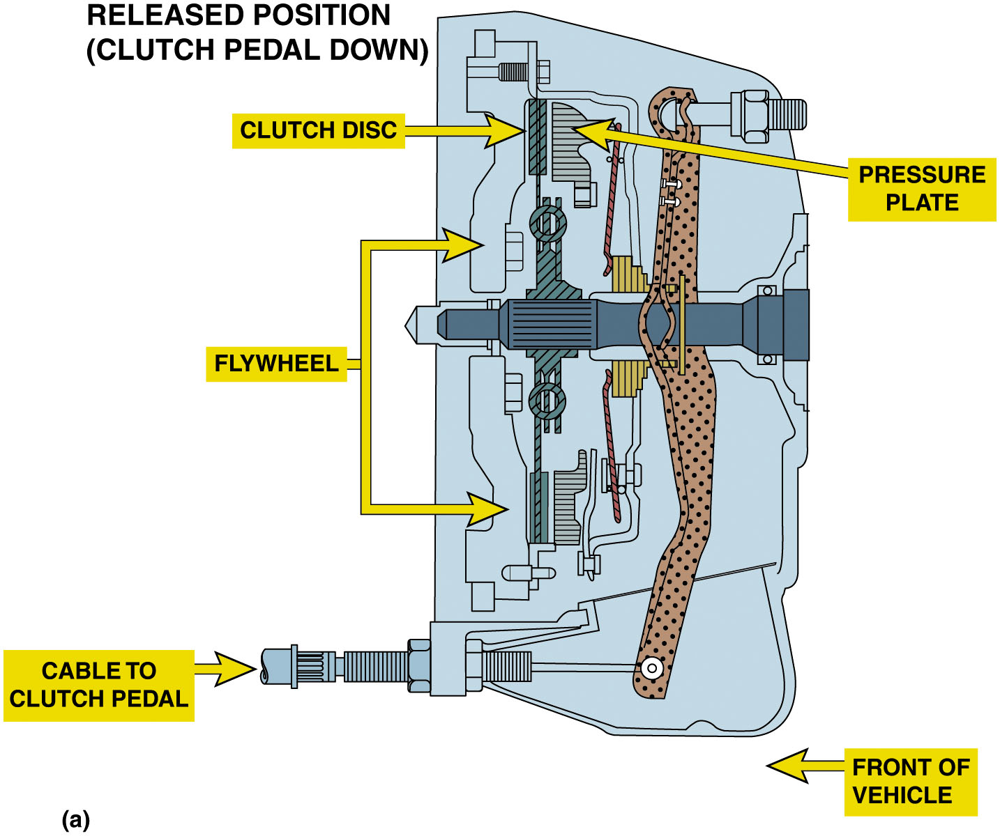 RELEASED POSITION
(CLUTCH PEDAL DOWN)
CLUTCH DISC
PRESSURE
PLATE
FLYWHEEL
CABLE TO
CLUTCH PEDAL
FRONT OF
VEHICLE
(a)